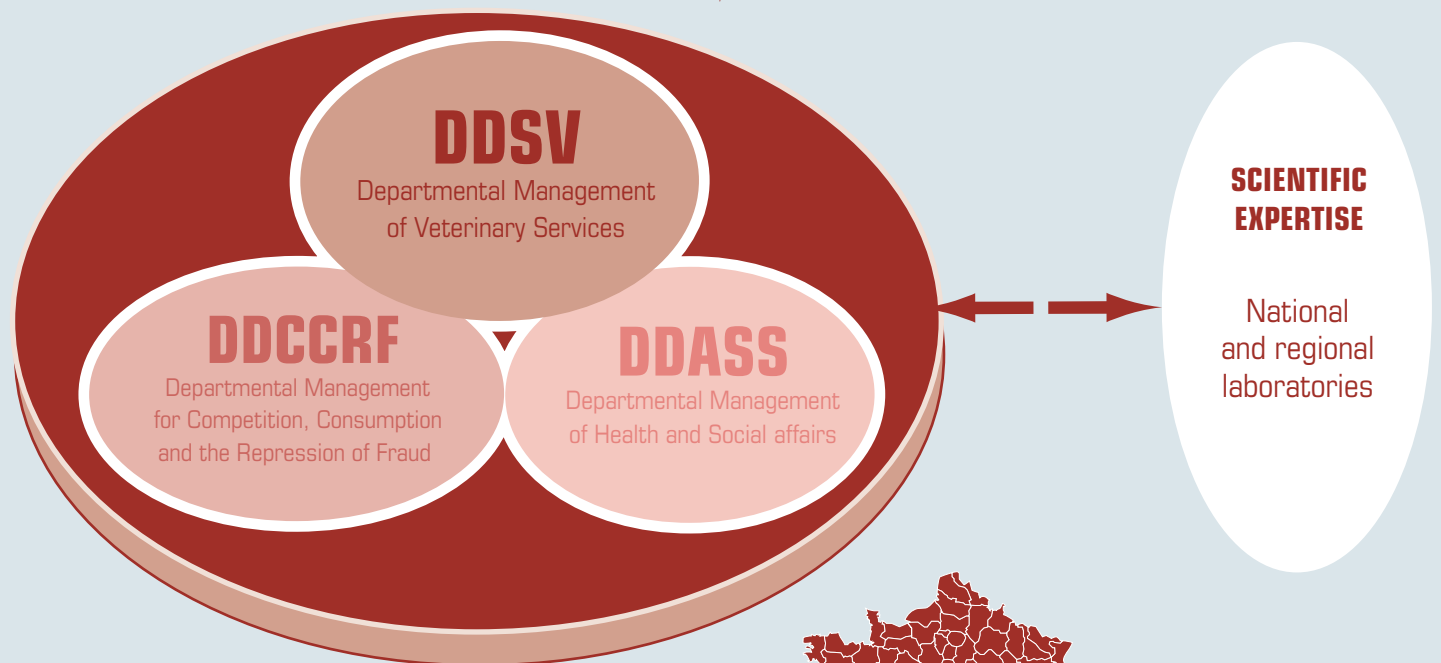 DDSV
Departmental Management
of Veterinary Services
DDCCRF
Departmental Management
for Competition, Consumption
and the Repression of Fraud
DDASS
Departmental Management
of Health and Social affairs
SCIENTIFIC
EXPERTISE
National
and regional
laboratories